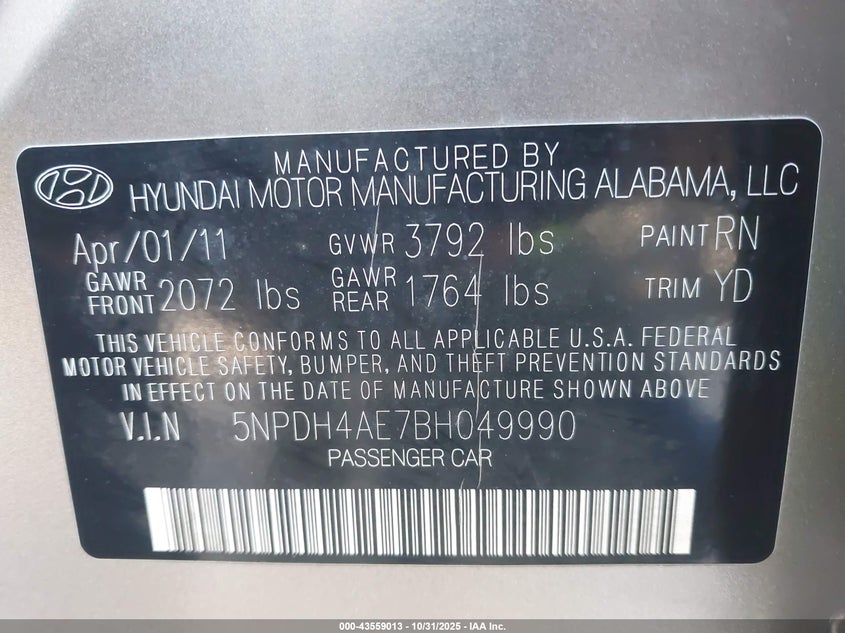 MANUFACTURED BY
HYUNDAI MOTOR MANUFACTURING ALABAMA, LLC
Apr/01/11 GVWR 3792 lbs PAINT RN
GAWR FRONT 2072 lbs GAWR REAR 1764 lbs TRIM YD
THIS VEHICLE CONFORMS TO ALL APPLICABLE U.S.A. FEDERAL
MOTOR VEHICLE SAFETY, BUMPER, AND THEFT PREVENTION STANDARDS
IN EFFECT ON THE DATE OF MANUFACTURE SHOWN ABOVE
V.I.N 5NPDH4AE7BH049990
PASSENGER CAR
000-43559013 - 10/31/2025 - IAA Inc.